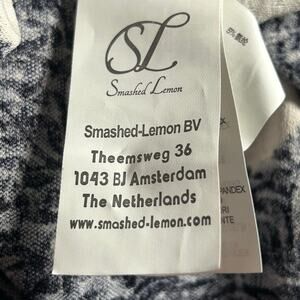 SL
Smashed Lemon
Smashed-Lemon BV
Theemsweg 36
1043 BJ Amsterdam
The Netherlands
www.smashed-lemon.com